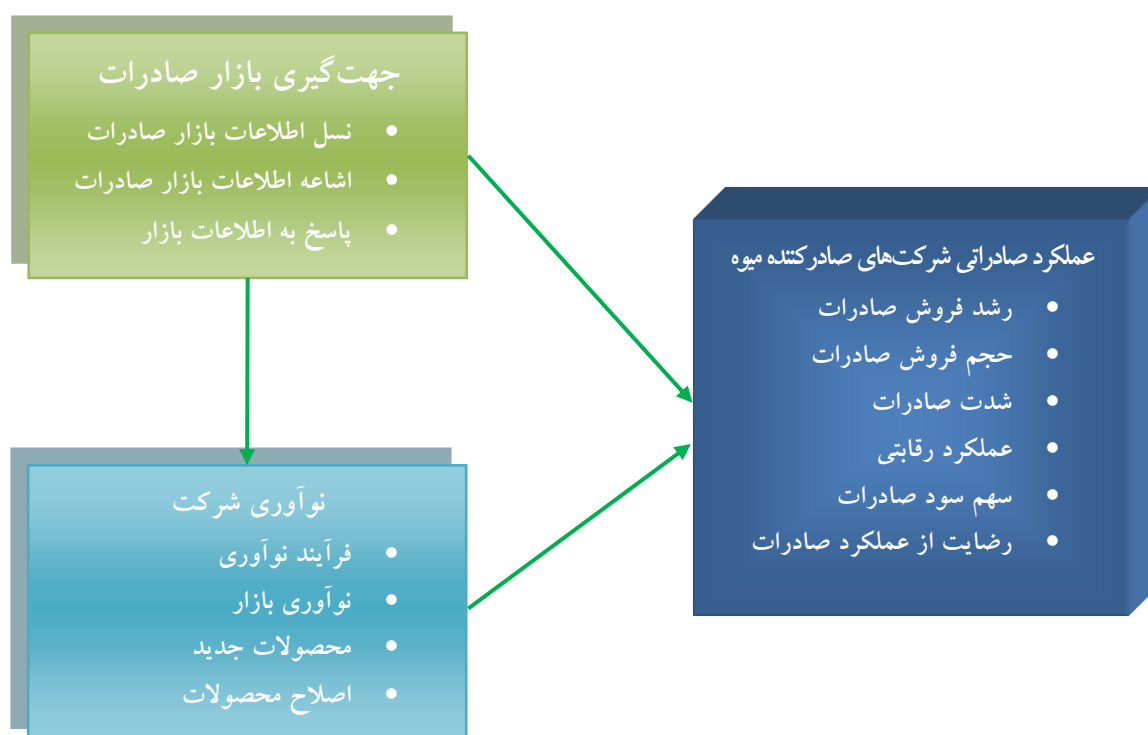 جهت‌گیری بازار صادرات
• نسل اطلاعات بازار صادرات
• اشاعه اطلاعات بازار صادرات
• پاسخ به اطلاعات بازار
عملکرد صادراتی شرکت‌های صادرکننده میوه
• رشد فروش صادرات
• حجم فروش صادرات
• شدت صادرات
• عملکرد رقابتی
• سهم سود صادرات
• رضایت از عملکرد صادرات
نوآوری شرکت
• فرآیند نوآوری
• نوآوری بازار
• محصولات جدید
• اصلاح محصولات